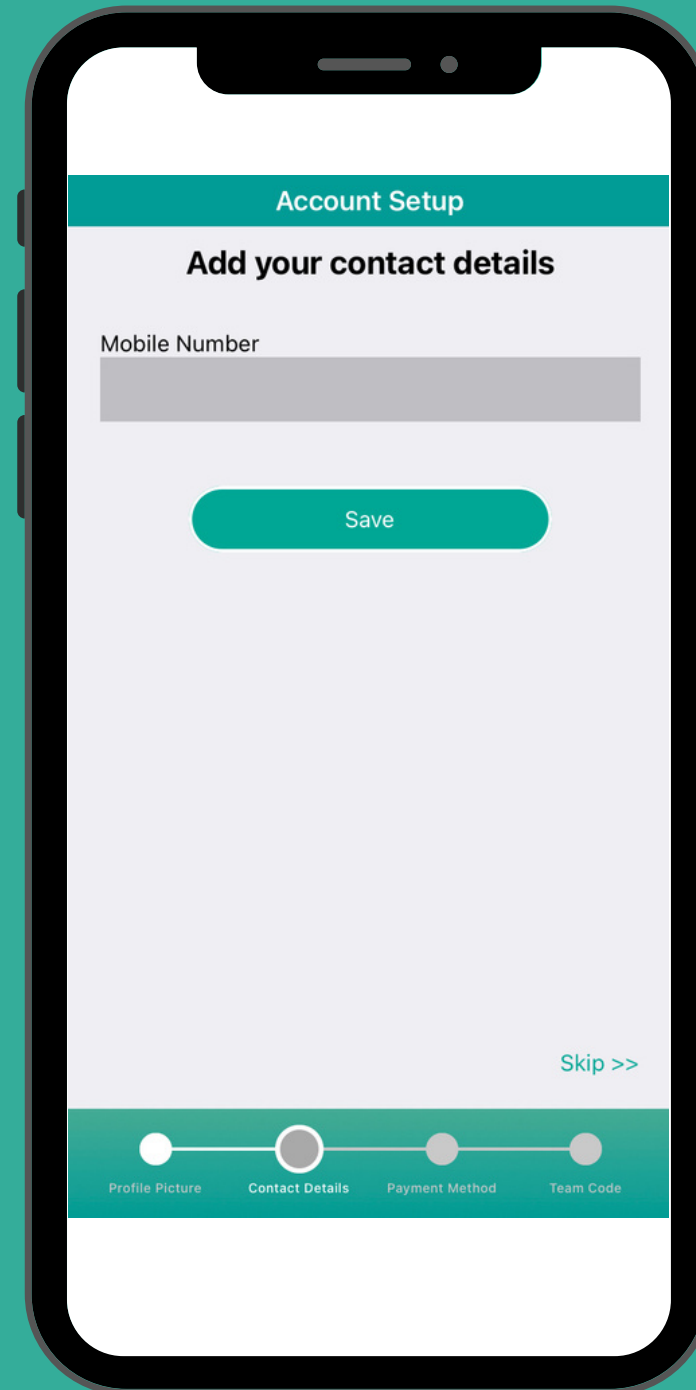 Account Setup
Add your contact details
Mobile Number
Save
Skip >>
Profile Picture Contact Details Payment Method Team Code